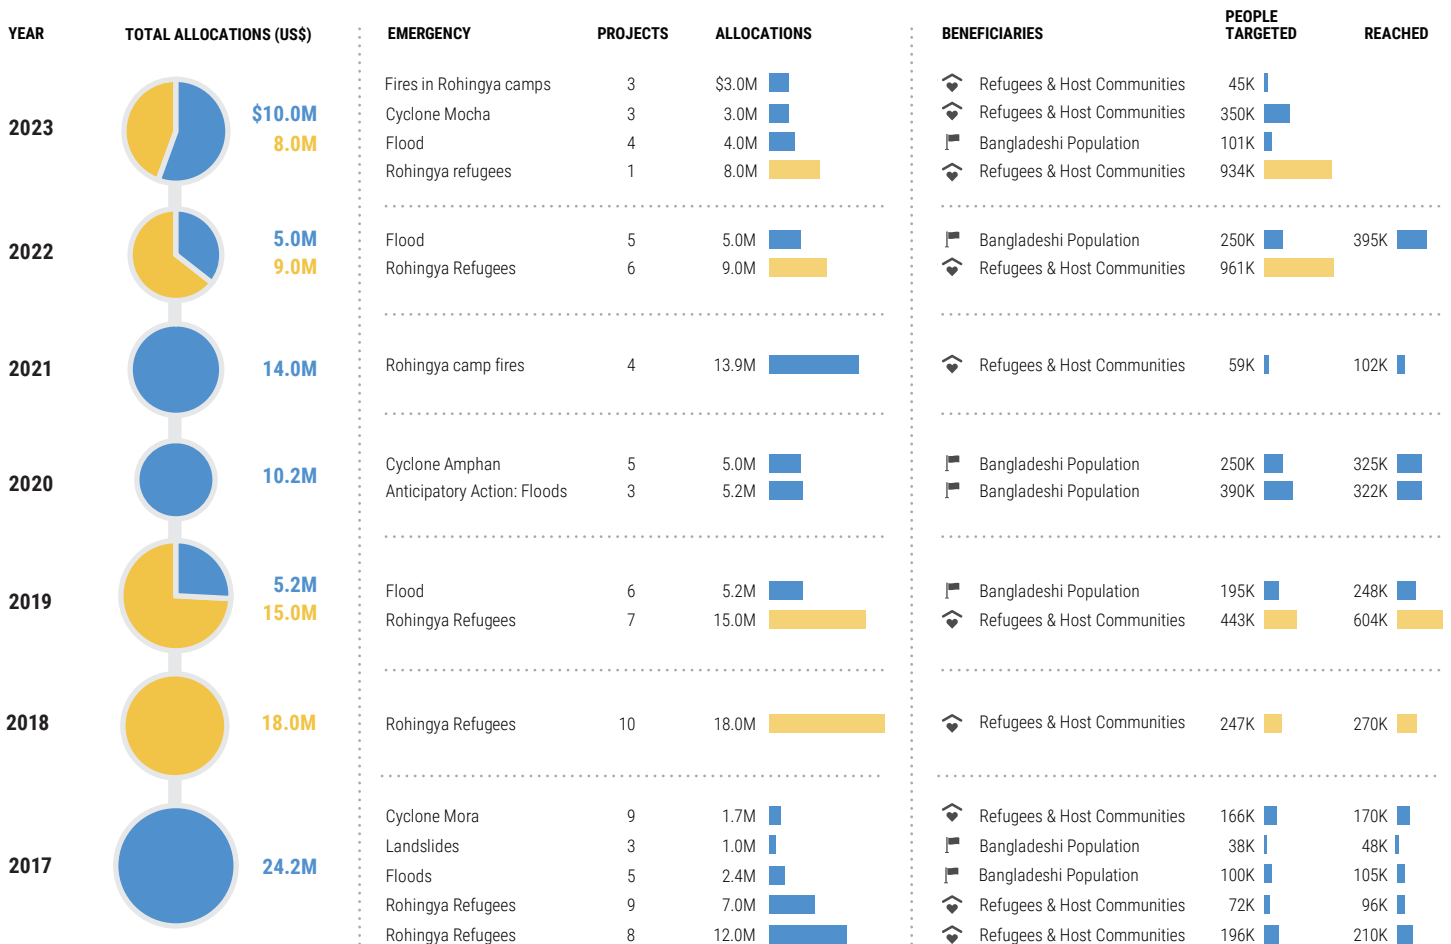 YEAR TOTAL ALLOCATIONS (US$) EMERGENCY PROJECTS ALLOCATIONS BENEFICIARIES PEOPLE TARGETED REACHED
2023 $10.0M 8.0M
Fires in Rohingya camps 3 $3.0M Refugees & Host Communities 45K
Cyclone Mocha 3 3.0M Refugees & Host Communities 350K
Flood 4 4.0M Bangladeshi Population 101K
Rohingya refugees 1 8.0M Refugees & Host Communities 934K
2022 5.0M 9.0M
Flood 5 5.0M Bangladeshi Population 250K 395K
Rohingya Refugees 6 9.0M Refugees & Host Communities 961K
2021 14.0M
Rohingya camp fires 4 13.9M Refugees & Host Communities 59K 102K
2020 10.2M
Cyclone Amphan 5 5.0M Bangladeshi Population 250K 325K
Anticipatory Action: Floods 3 5.2M Bangladeshi Population 390K 322K
2019 5.2M 15.0M
Flood 6 5.2M Bangladeshi Population 195K 248K
Rohingya Refugees 7 15.0M Refugees & Host Communities 443K 604K
2018 18.0M
Rohingya Refugees 10 18.0M Refugees & Host Communities 247K 270K
2017 24.2M
Cyclone Mora 9 1.7M Refugees & Host Communities 166K 170K
Landslides 3 1.0M Bangladeshi Population 38K 48K
Floods 5 2.4M Bangladeshi Population 100K 105K
Rohingya Refugees 9 7.0M Refugees & Host Communities 72K 96K
Rohingya Refugees 8 12.0M Refugees & Host Communities 196K 210K